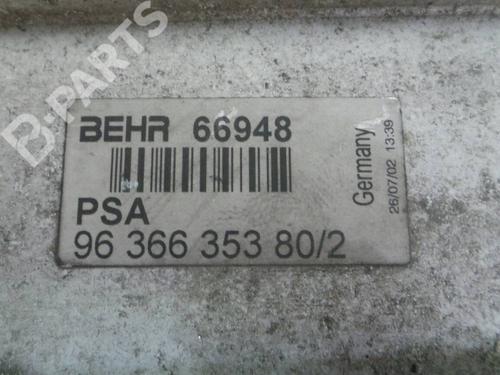 B-PARTS
BEHR 66948
PSA
96 366 353 80/2
Germany
26/07/02 13:39